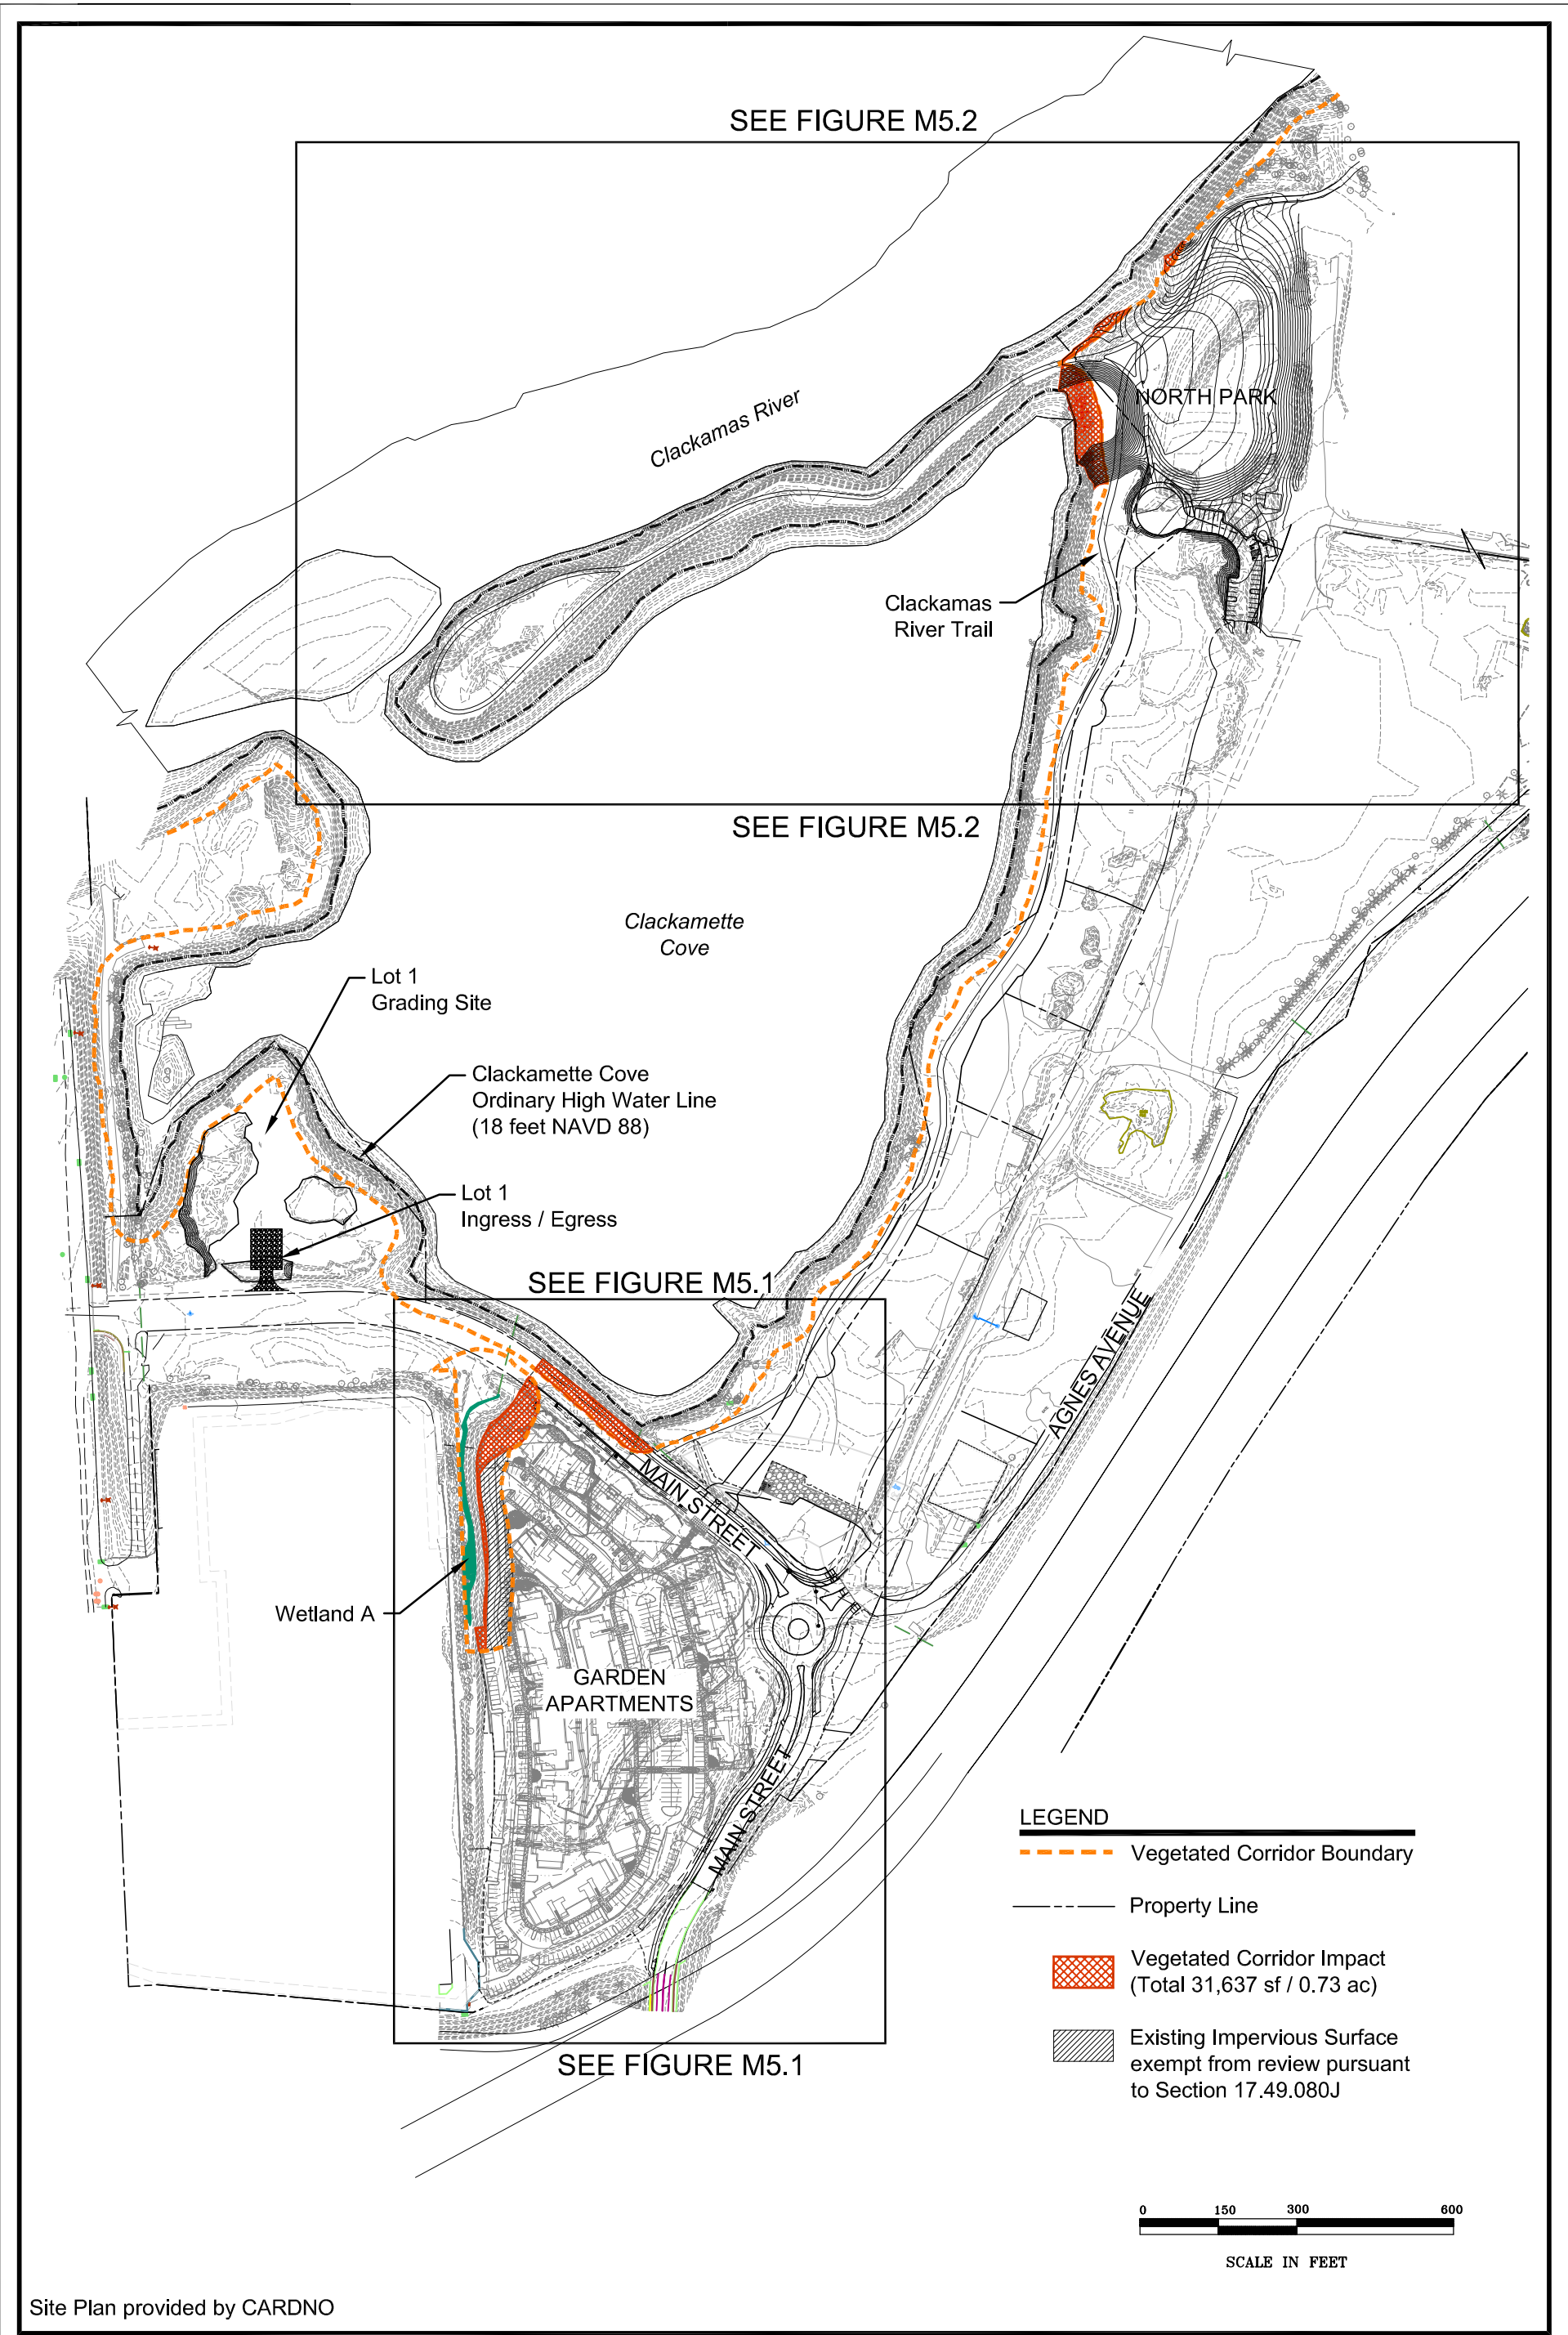 SEE FIGURE M5.2
NORTH PARK
Clackamas River
Clackamas
River Trail
SEE FIGURE M5.2
Clackamette
Cove
Lot 1
Grading Site
Clackamette Cove
Ordinary High Water Line
(18 feet NAVD 88)
Lot 1
Ingress / Egress
SEE FIGURE M5.1
AGNES AVENUE
MAIN STREET
Wetland A
GARDEN
APARTMENTS
MAIN STREET
LEGEND
Vegetated Corridor Boundary
Property Line
Vegetated Corridor Impact
(Total 31,637 sf / 0.73 ac)
Existing Impervious Surface
exempt from review pursuant
to Section 17.49.080J
SEE FIGURE M5.1
0 150 300 600
SCALE IN FEET
Site Plan provided by CARDNO